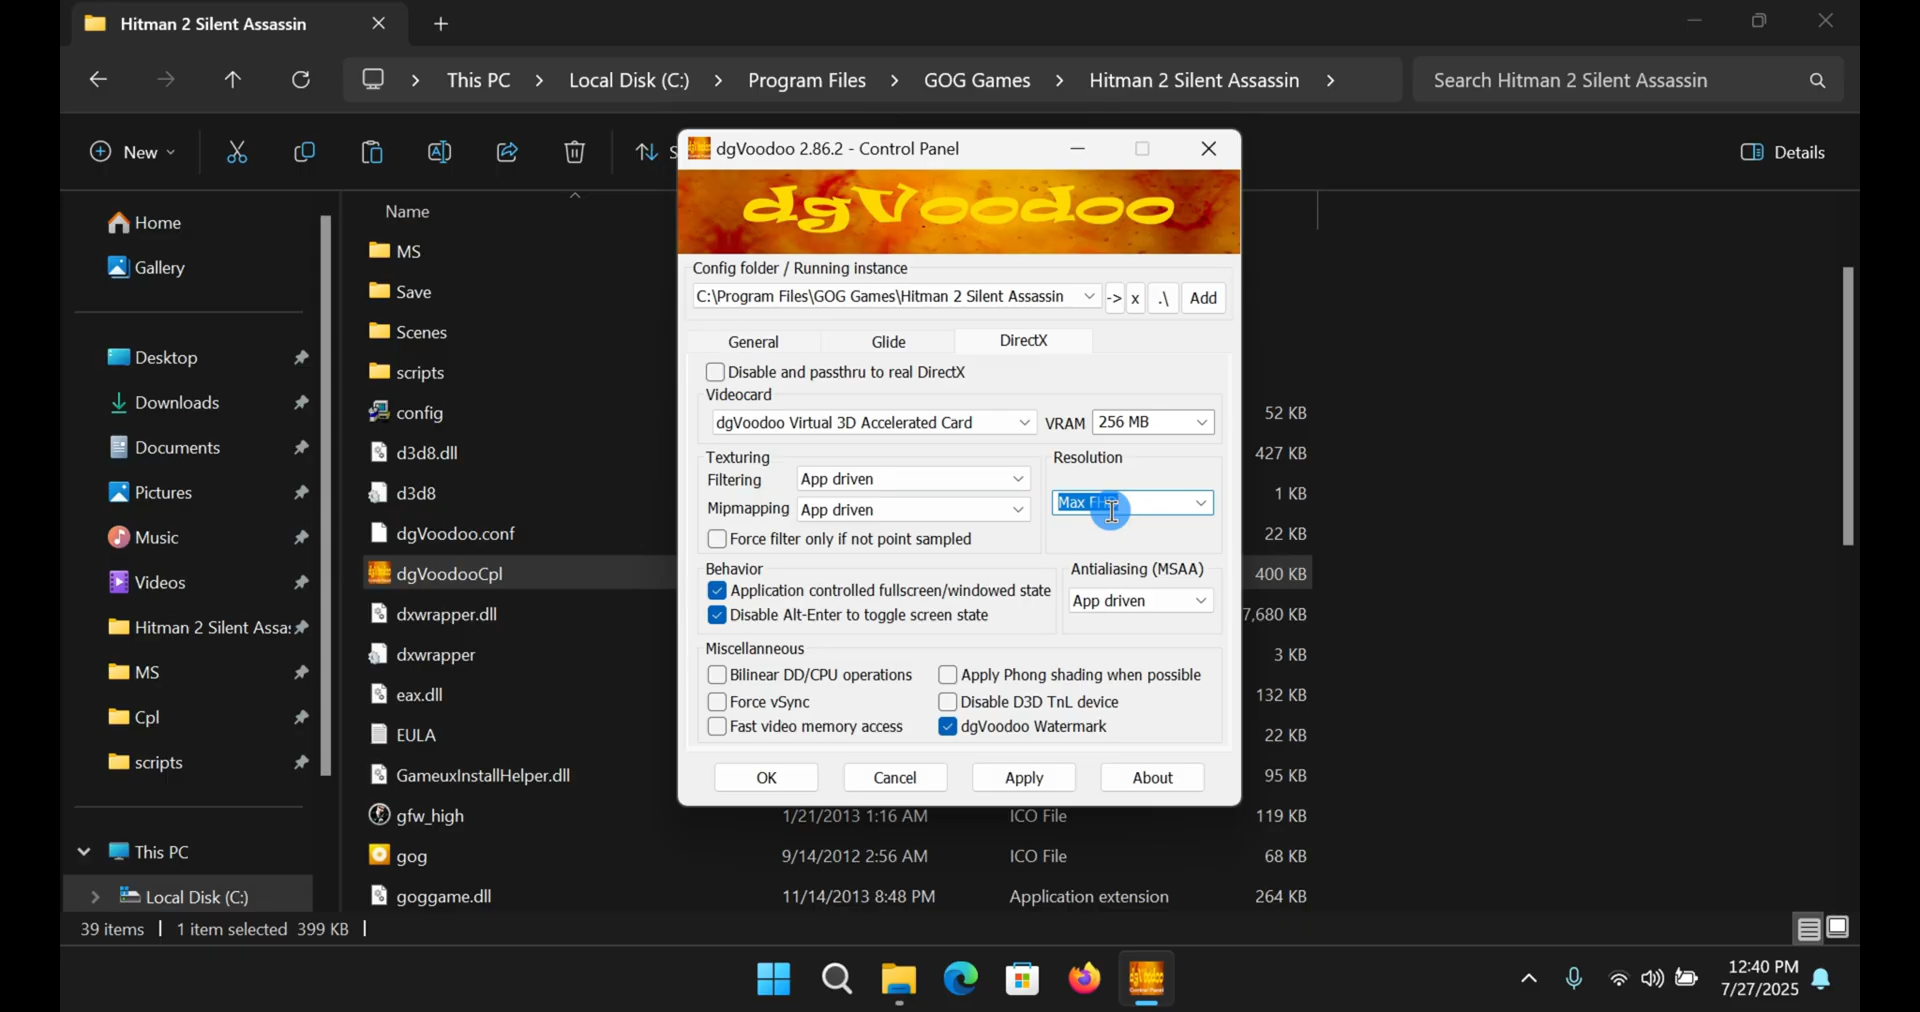 Hitman 2 Silent Assassin
This PC > Local Disk (C:) > Program Files > GOG Games > Hitman 2 Silent Assassin >
Search Hitman 2 Silent Assassin
New
Details
Home
Gallery
Desktop
Downloads
Documents
Pictures
Music
Videos
Hitman 2 Silent Assas
MS
Cpl
scripts
This PC
Local Disk (C:)
Name
MS
Save
Scenes
scripts
config 52 KB
d3d8.dll 427 KB
d3d8 1 KB
dgVoodoo.conf 22 KB
dgVoodooCpl 400 KB
dxwrapper.dll 7,680 KB
dxwrapper 3 KB
eax.dll 132 KB
EULA 22 KB
GameuxInstallHelper.dll 95 KB
gfw_high 1/21/2013 1:16 AM ICO File 119 KB
gog 9/14/2012 2:56 AM ICO File 68 KB
goggame.dll 11/14/2013 8:48 PM Application extension 264 KB
dgVoodoo 2.86.2 - Control Panel
dgVoodoo
Config folder / Running instance
C:\Program Files\GOG Games\Hitman 2 Silent Assassin -> x .\ Add
General Glide DirectX
Disable and passthru to real DirectX
Videocard
dgVoodoo Virtual 3D Accelerated Card VRAM 256 MB
Texturing
Filtering App driven
Mipmapping App driven
Force filter only if not point sampled
Resolution
Max
Behavior
Application controlled fullscreen/windowed state
Disable Alt-Enter to toggle screen state
Antialiasing (MSAA)
App driven
Miscellaneous
Bilinear DD/CPU operations Apply Phong shading when possible
Force vSync Disable D3D TnL device
Fast video memory access dgVoodoo Watermark
OK Cancel Apply About
39 items 1 item selected 399 KB
dgVoodoo
12:40 PM
7/27/2025